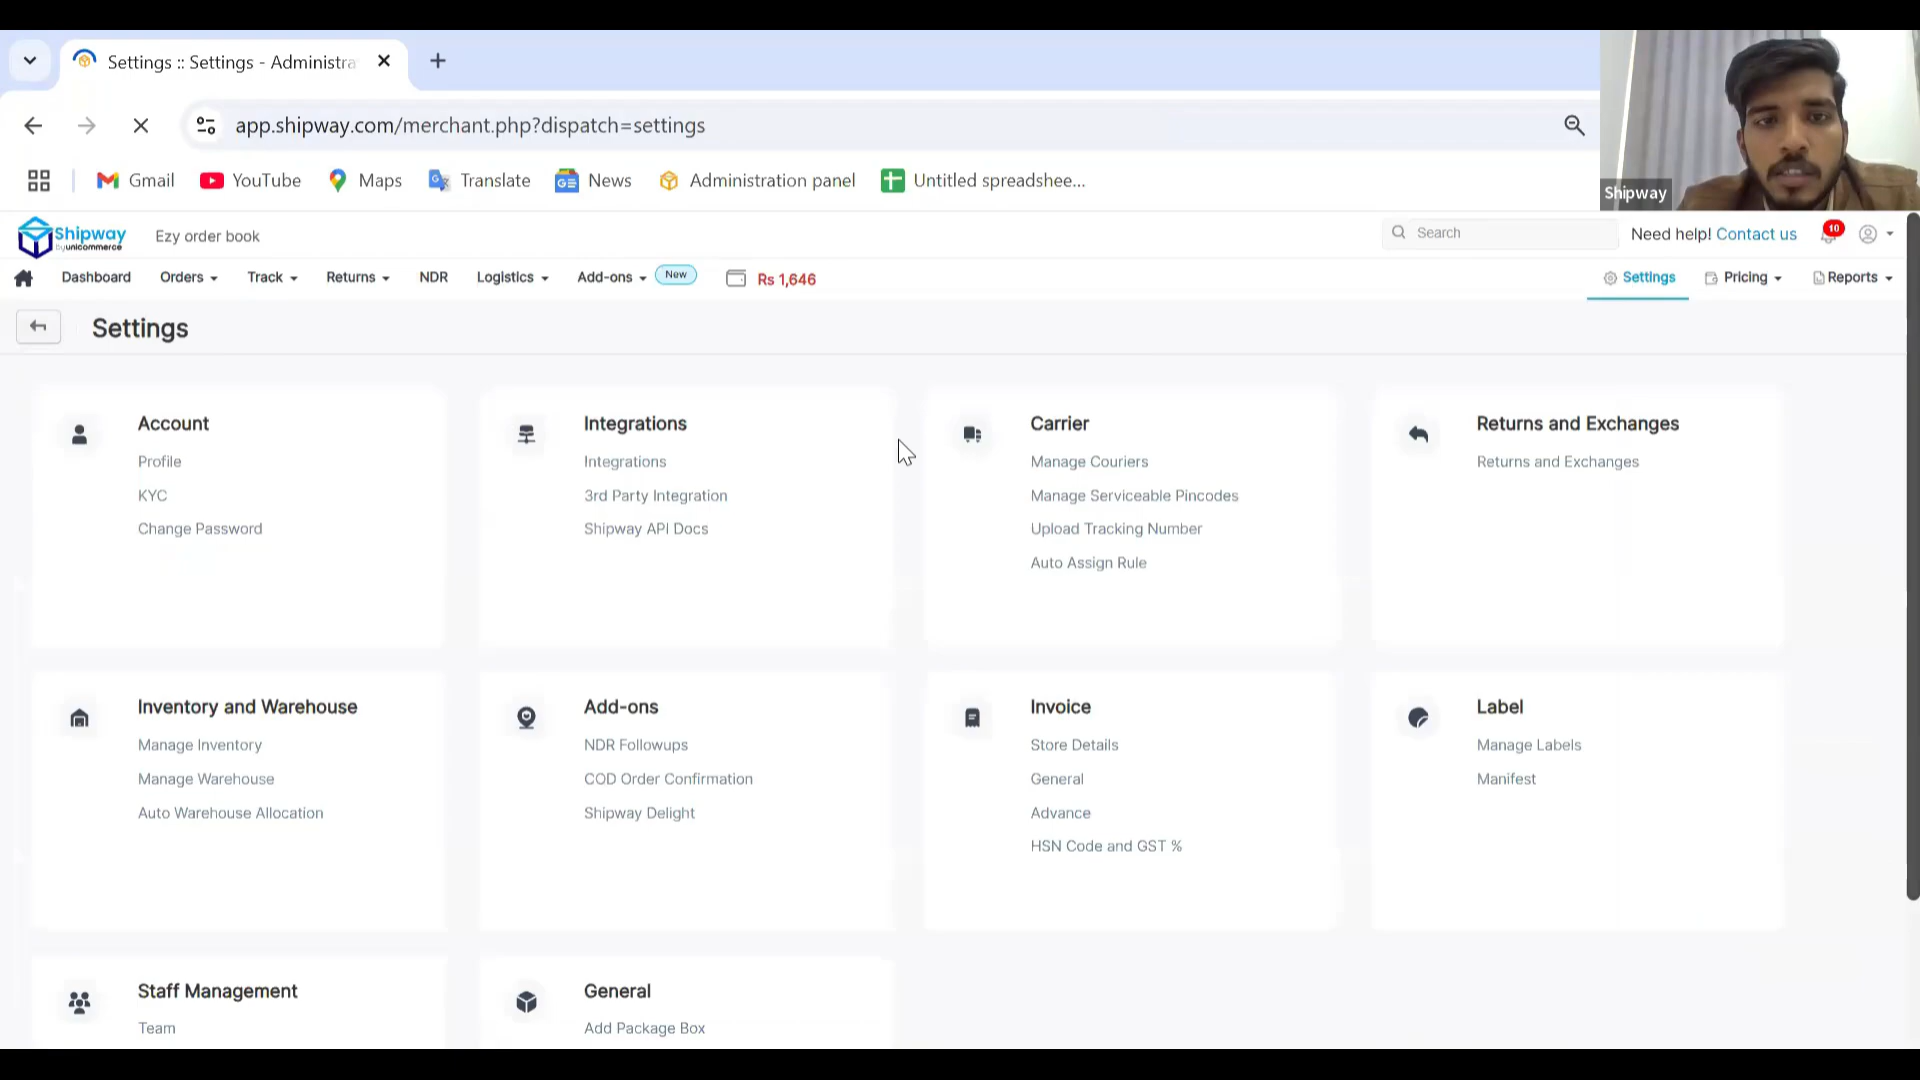 Settings :: Settings - Administra
app.shipway.com/merchant.php?dispatch=settings
Gmail
YouTube
Maps
Translate
News
Administration panel
Untitled spreadshee...
Shipway
Shipway
by unicommerce
Ezy order book
Search
Need help! Contact us
10
Dashboard
Orders
Track
Returns
NDR
Logistics
Add-ons
New
Rs 1,646
Settings
Pricing
Reports
Settings
Account
Profile
KYC
Change Password
Integrations
Integrations
3rd Party Integration
Shipway API Docs
Carrier
Manage Couriers
Manage Serviceable Pincodes
Upload Tracking Number
Auto Assign Rule
Returns and Exchanges
Returns and Exchanges
Inventory and Warehouse
Manage Inventory
Manage Warehouse
Auto Warehouse Allocation
Add-ons
NDR Followups
COD Order Confirmation
Shipway Delight
Invoice
Store Details
General
Advance
HSN Code and GST %
Label
Manage Labels
Manifest
Staff Management
Team
General
Add Package Box